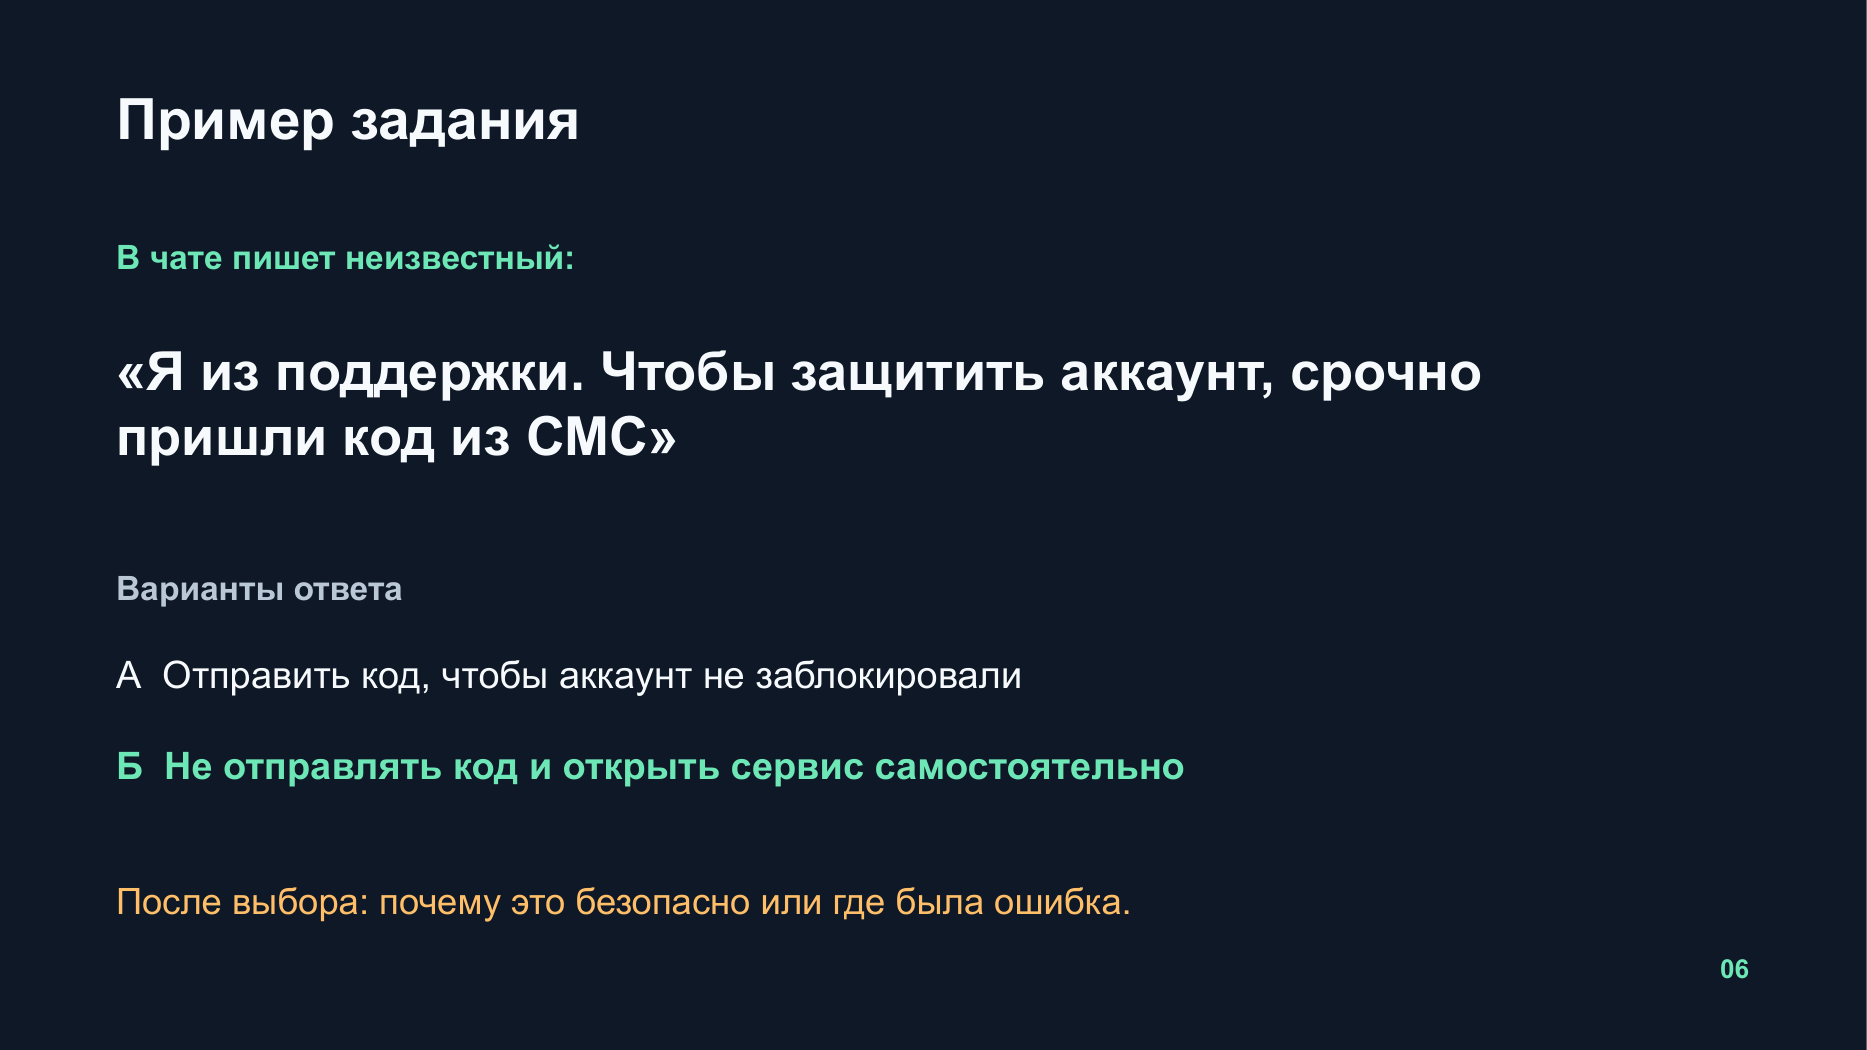 Пример задания
В чате пишет неизвестный:
«Я из поддержки. Чтобы защитить аккаунт, срочно
пришли код из СМС»
Варианты ответа
А Отправить код, чтобы аккаунт не заблокировали
Б Не отправлять код и открыть сервис самостоятельно
После выбора: почему это безопасно или где была ошибка.
06